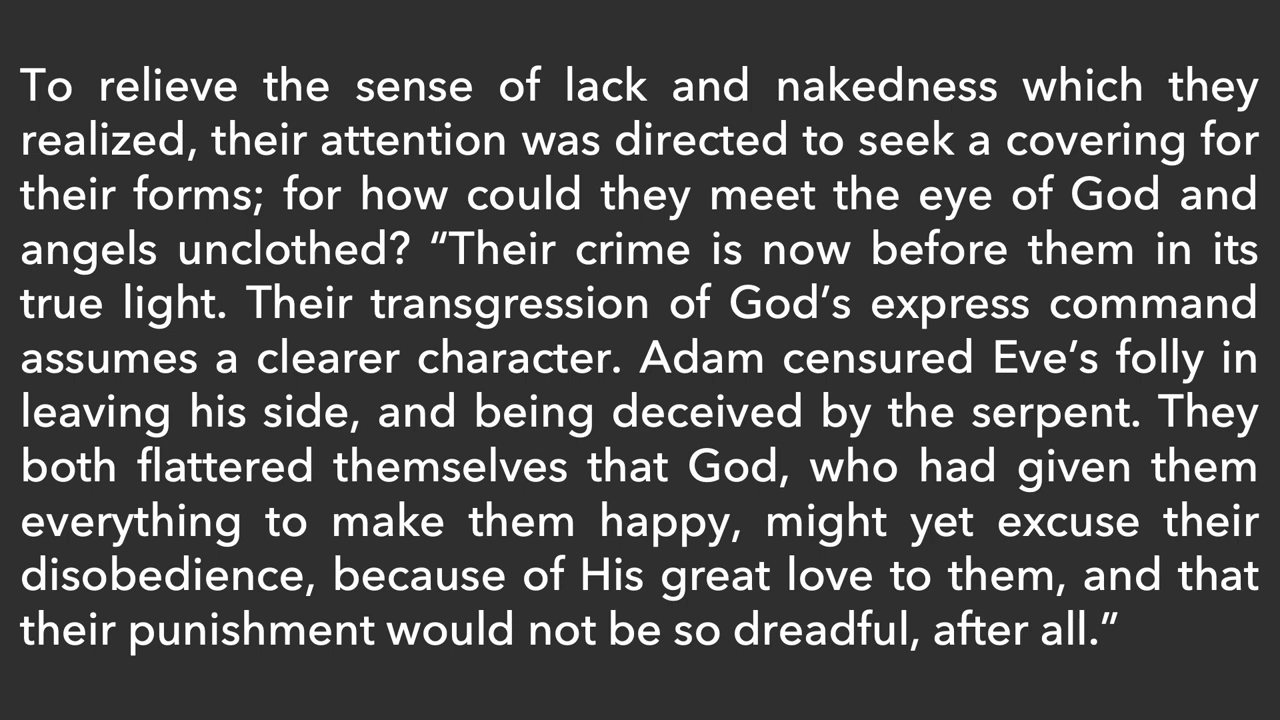 To relieve the sense of lack and nakedness which they
realized, their attention was directed to seek a covering for
their forms; for how could they meet the eye of God and
angels unclothed? “Their crime is now before them in its
true light. Their transgression of God’s express command
assumes a clearer character. Adam censured Eve’s folly in
leaving his side, and being deceived by the serpent. They
both flattered themselves that God, who had given them
everything to make them happy, might yet excuse their
disobedience, because of His great love to them, and that
their punishment would not be so dreadful, after all.”